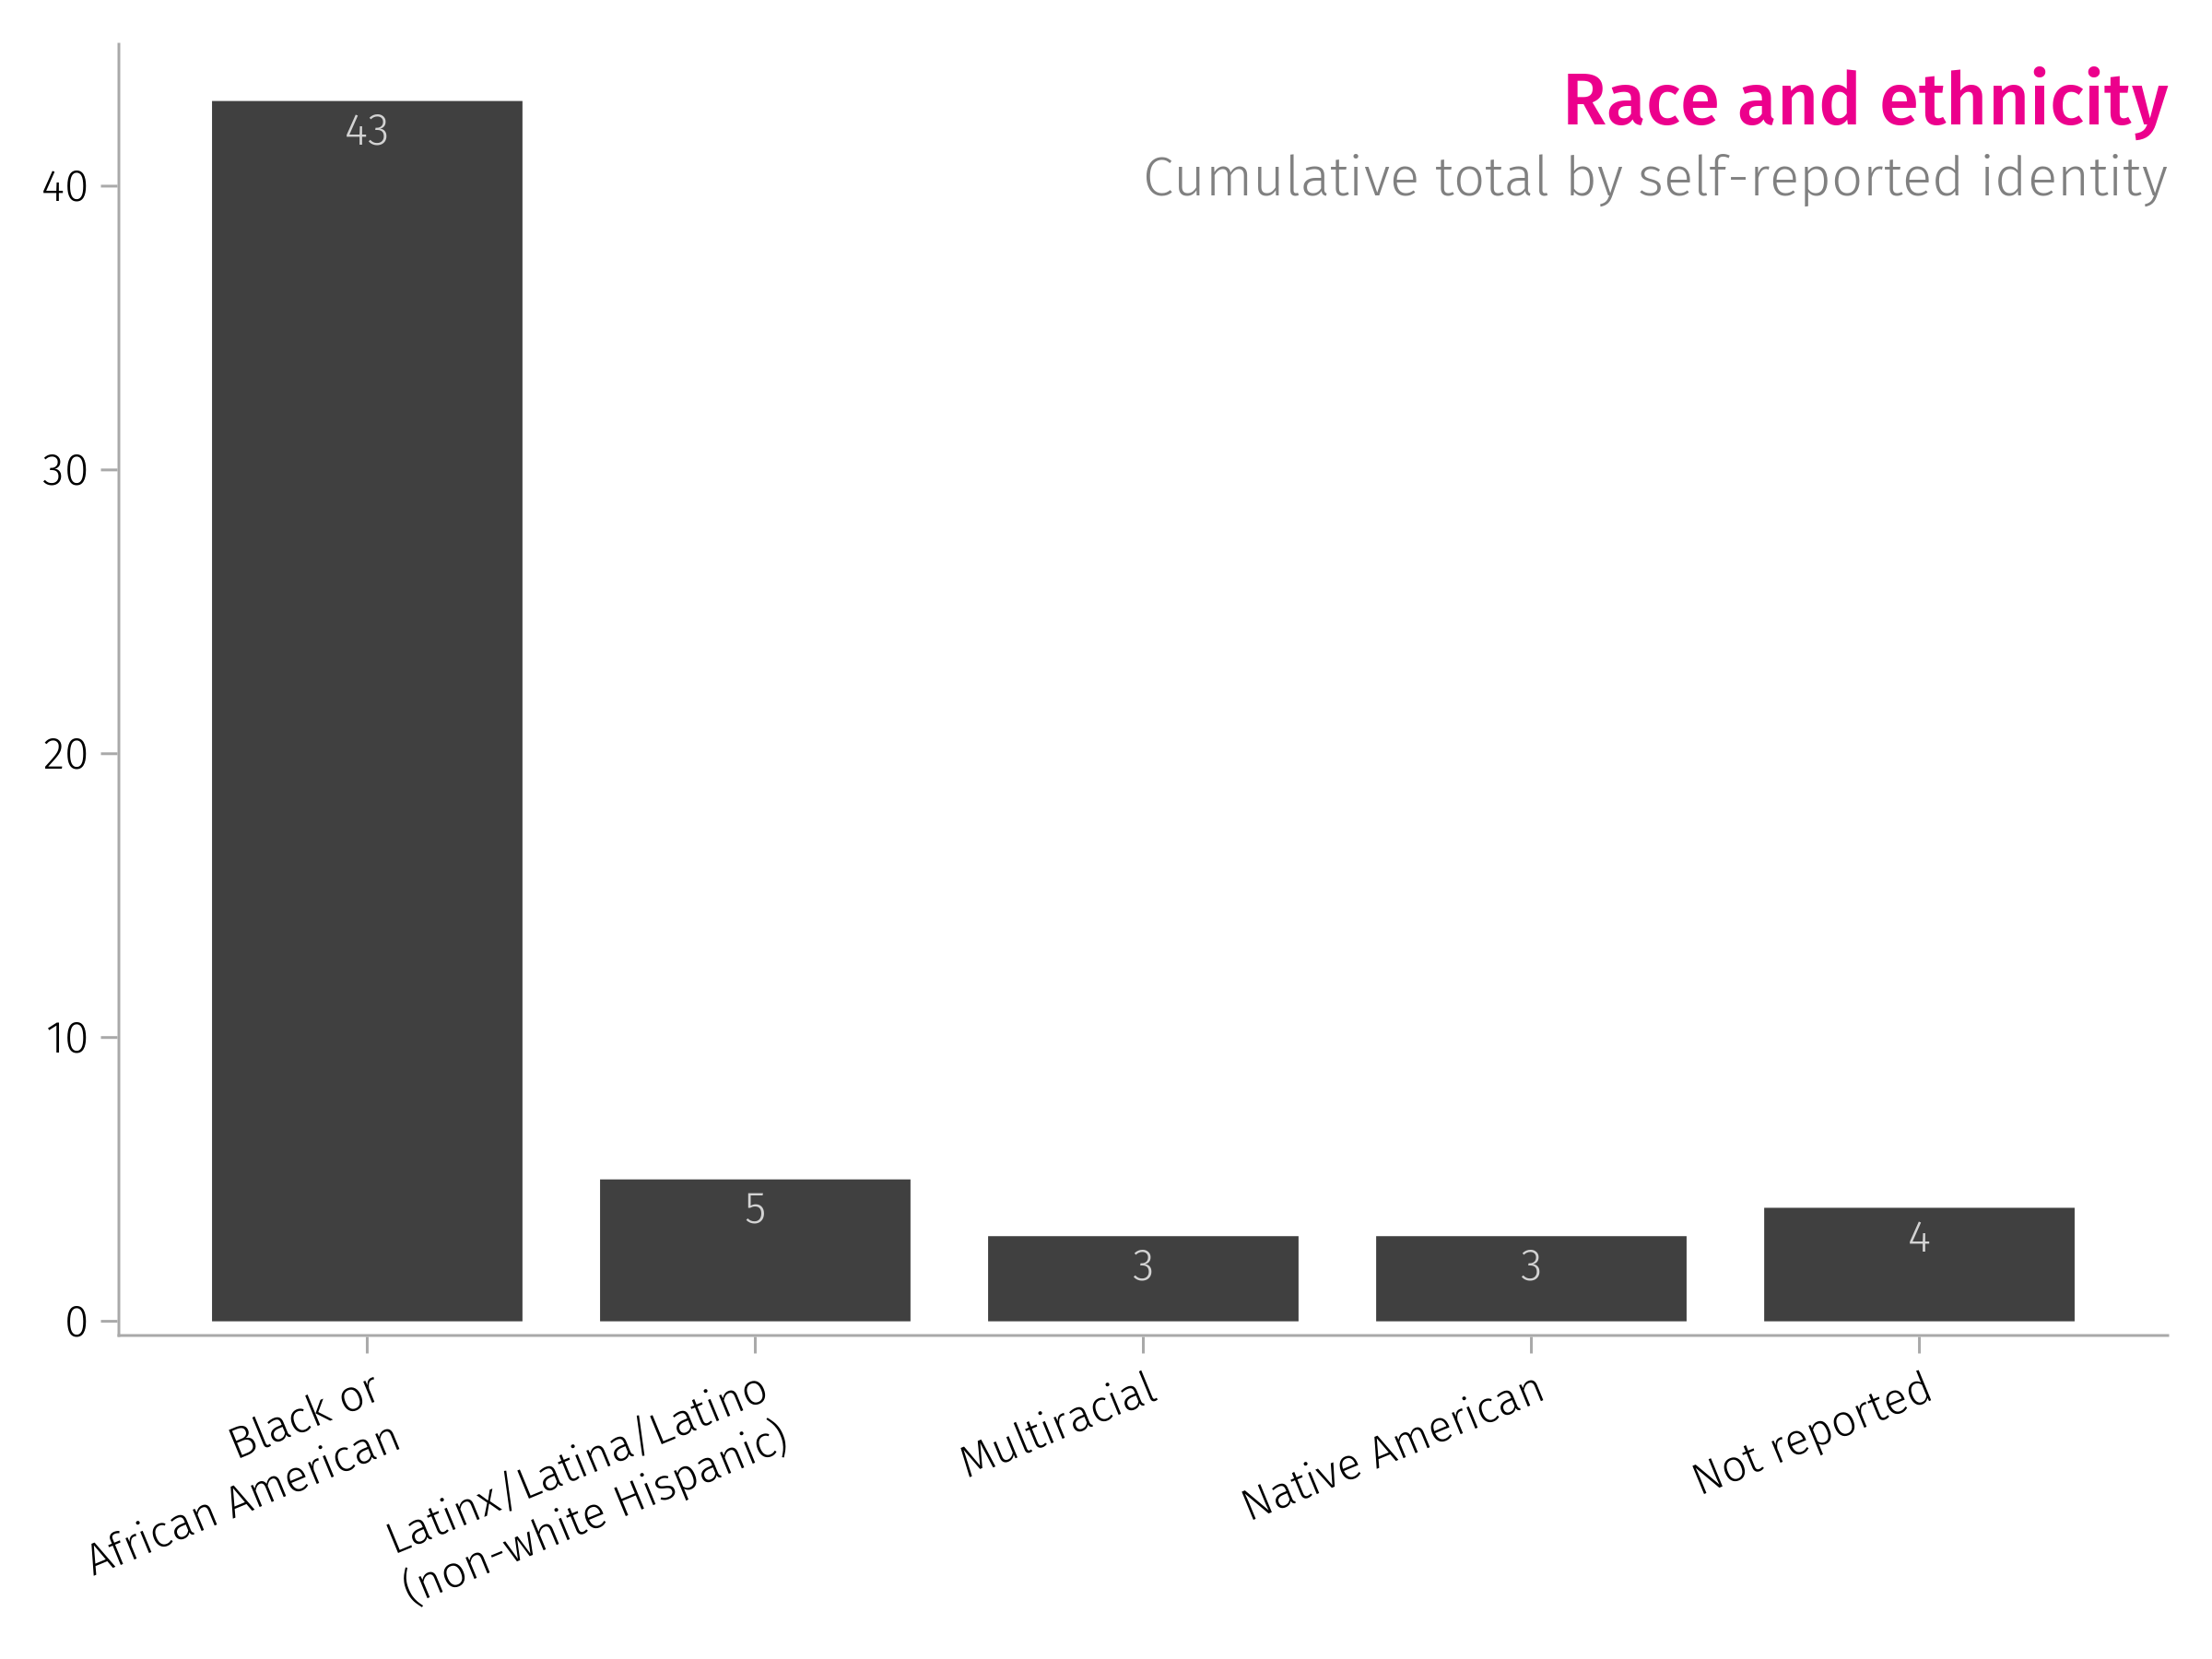 Race and ethnicity
Cumulative total by self-reported identity
40
30
20
10
0
43
5
3
3
4
Black or
African American
Latinx/Latina/Latino
(non-white Hispanic)
Multiracial
Native American
Not reported